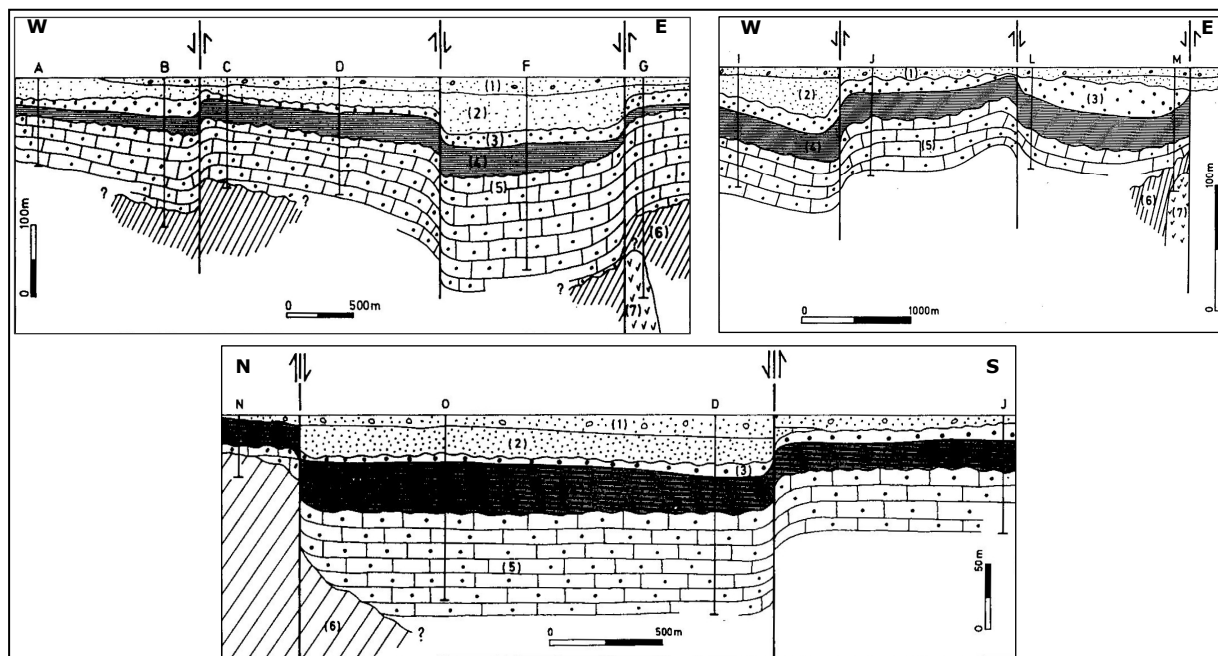 W E
A B C D F G
(1)
(2)
(3)
(4)
(5)
? ?
?
(6)
?
(7)
100m
0
0 500m
W E
I J L M
(1)
(2)
(3)
(4)
(5)
(6)
(7)
100m
0
0 1000m
N S
N O D J
(1)
(2)
(3)
(5)
(6)
?
0 500m
50
0